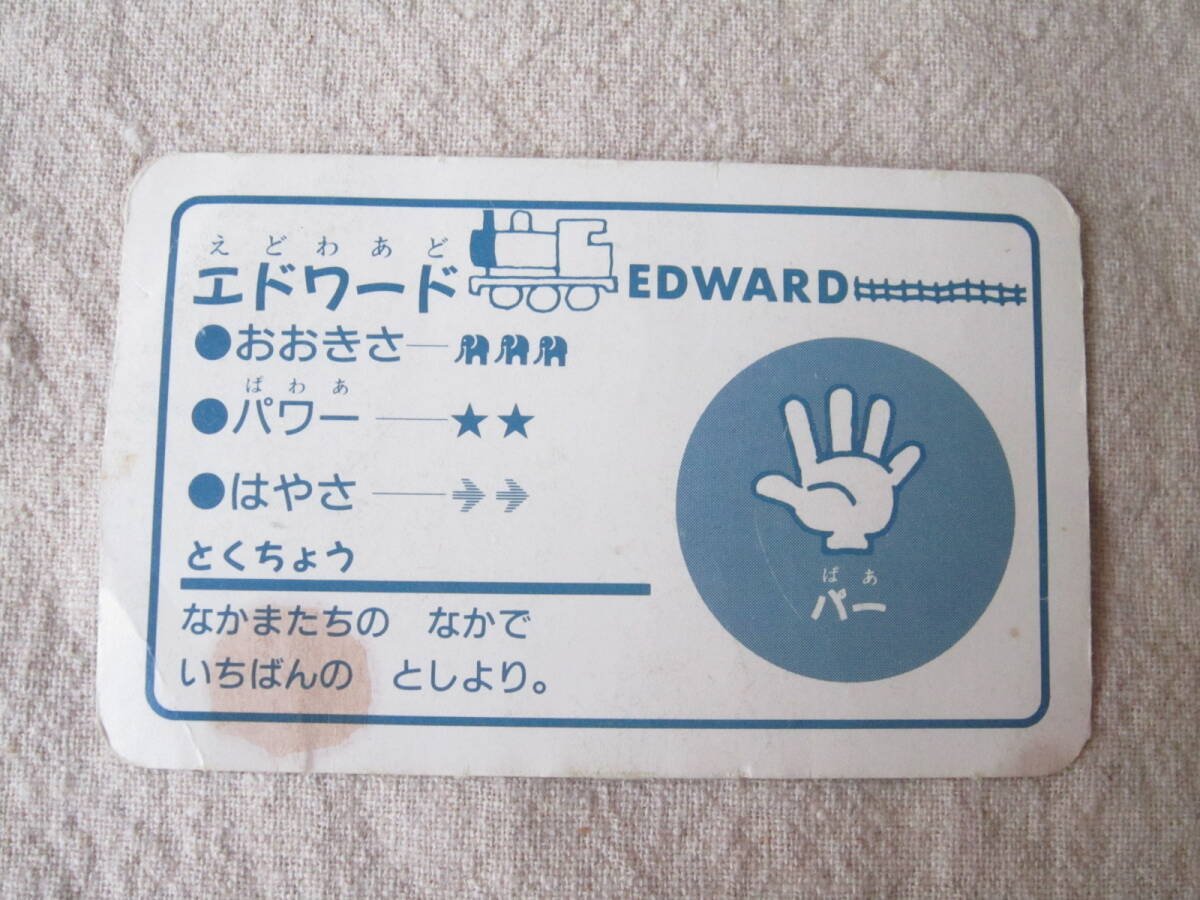 えどわあど
エドワード EDWARD
●おおきさ
ぱわあ
●パワー ★★
●はやさ
とくちょう
なかまたちの なかで
いちばんの としより。
ぱあ
パー